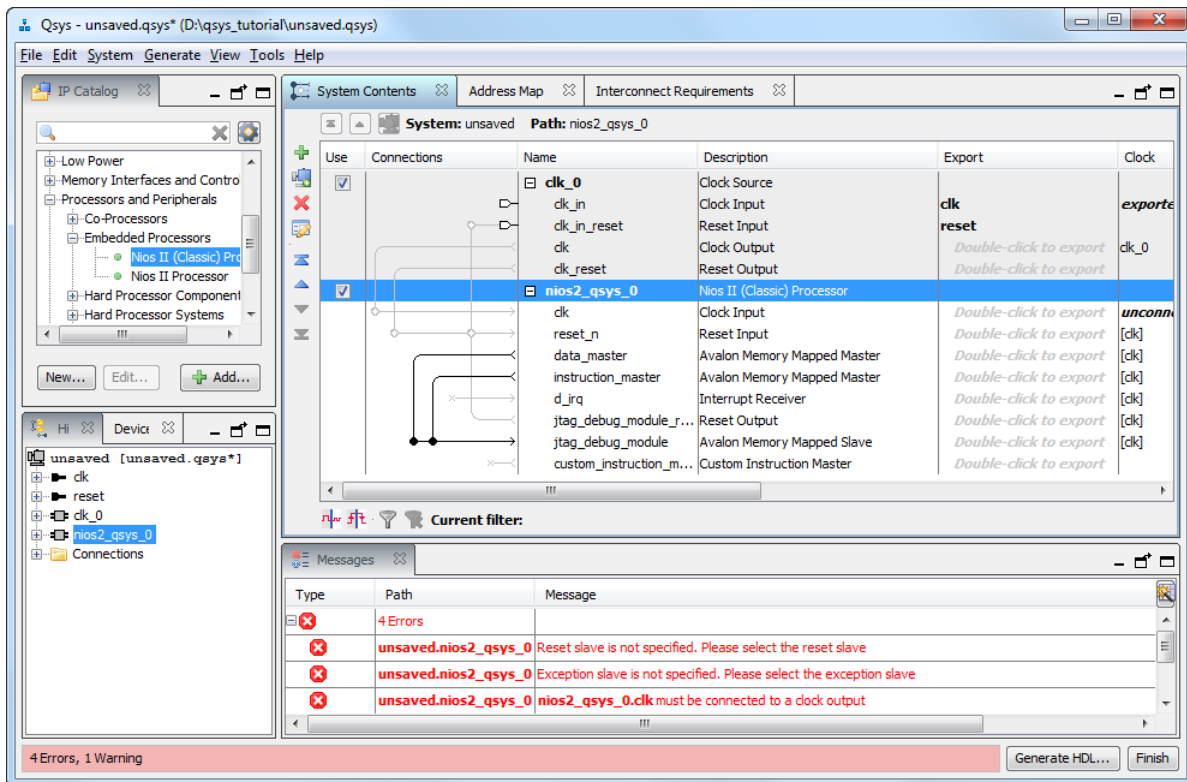 Qsys - unsaved.qsys* (D:\qsys_tutorial\unsaved.qsys)
File Edit System Generate View Tools Help
IP Catalog
Low Power
Memory Interfaces and Contro
Processors and Peripherals
Co-Processors
Embedded Processors
Nios II (Classic) Pro
Nios II Processor
Hard Processor Component
Hard Processor Systems
New... Edit... Add...
Hi Device
unsaved [unsaved.qsys*]
clk
reset
clk_0
nios2_qsys_0
Connections
System Contents Address Map Interconnect Requirements
System: unsaved Path: nios2_qsys_0
Use Connections Name Description Export Clock
clk_0 Clock Source
clk_in Clock Input clk exporte
clk_in_reset Reset Input reset
clk Clock Output Double-click to export clk_0
clk_reset Reset Output Double-click to export
nios2_qsys_0 Nios II (Classic) Processor
clk Clock Input Double-click to export unconn
reset_n Reset Input Double-click to export [clk]
data_master Avalon Memory Mapped Master Double-click to export [clk]
instruction_master Avalon Memory Mapped Master Double-click to export [clk]
d_irq Interrupt Receiver Double-click to export [clk]
jtag_debug_module_r... Reset Output Double-click to export [clk]
jtag_debug_module Avalon Memory Mapped Slave Double-click to export [clk]
custom_instruction_m... Custom Instruction Master Double-click to export
Current filter:
Messages
Type Path Message
4 Errors
unsaved.nios2_qsys_0 Reset slave is not specified. Please select the reset slave
unsaved.nios2_qsys_0 Exception slave is not specified. Please select the exception slave
unsaved.nios2_qsys_0 nios2_qsys_0.clk must be connected to a clock output
4 Errors, 1 Warning
Generate HDL... Finish